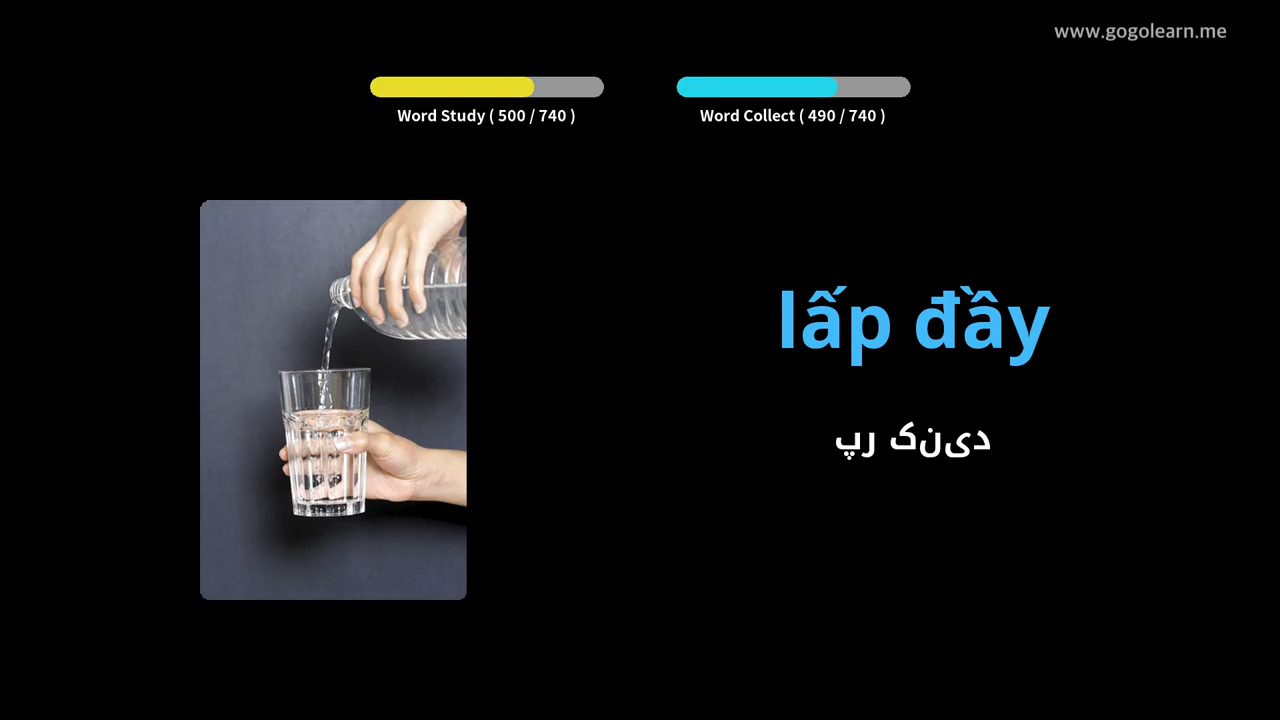 www.gogolearn.me
Word Study ( 500 / 740 )
Word Collect ( 490 / 740 )
lấp đầy
پر کنید